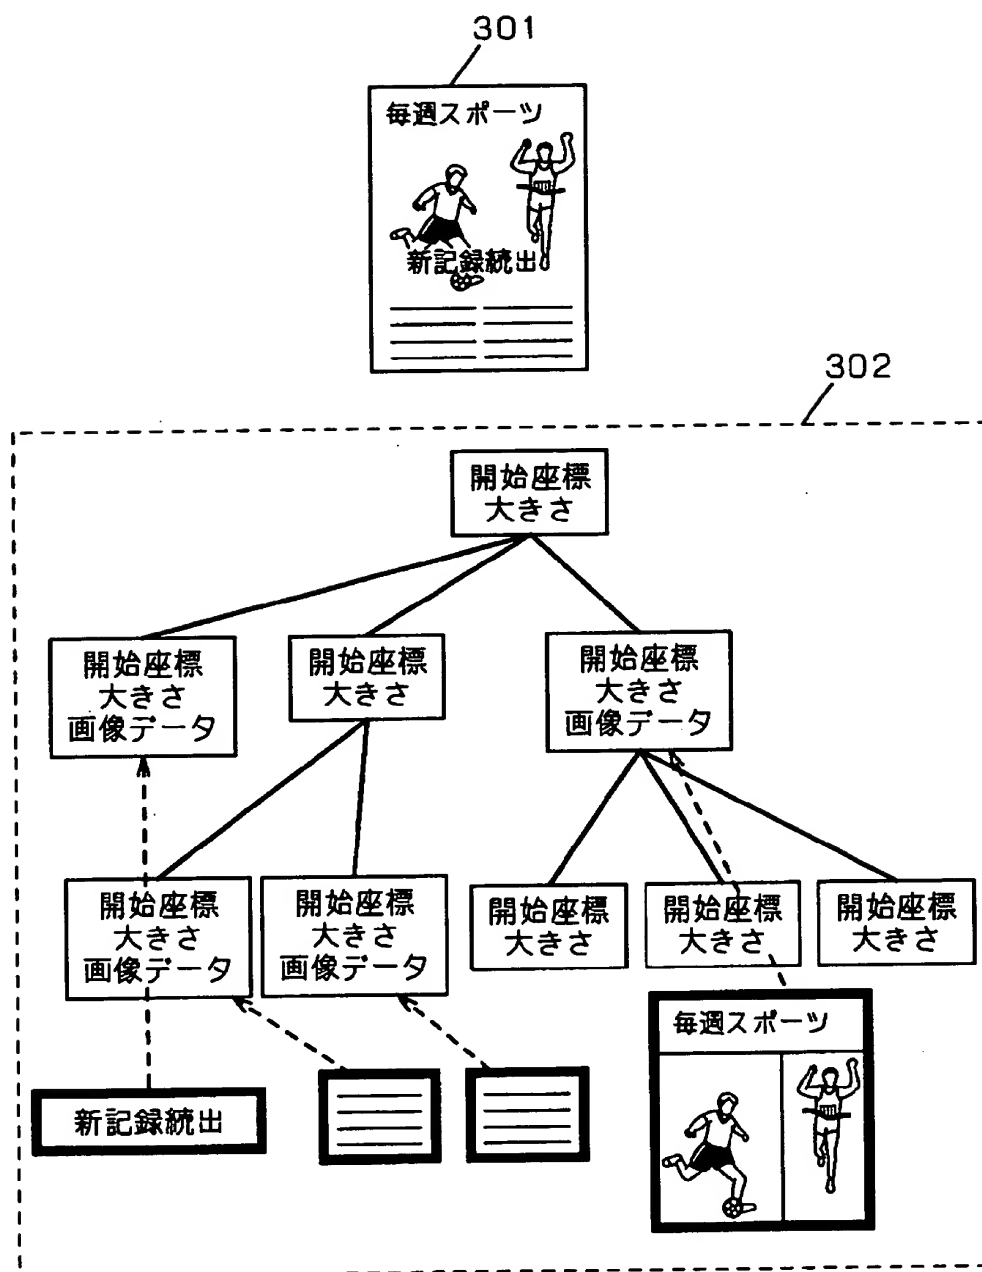 301
毎週スポーツ
新記録続出
302
開始座標
大きさ
開始座標
大きさ
画像データ
開始座標
大きさ
開始座標
大きさ
画像データ
開始座標
大きさ
画像データ
開始座標
大きさ
画像データ
開始座標
大きさ
開始座標
大きさ
開始座標
大きさ
新記録続出
毎週スポーツ